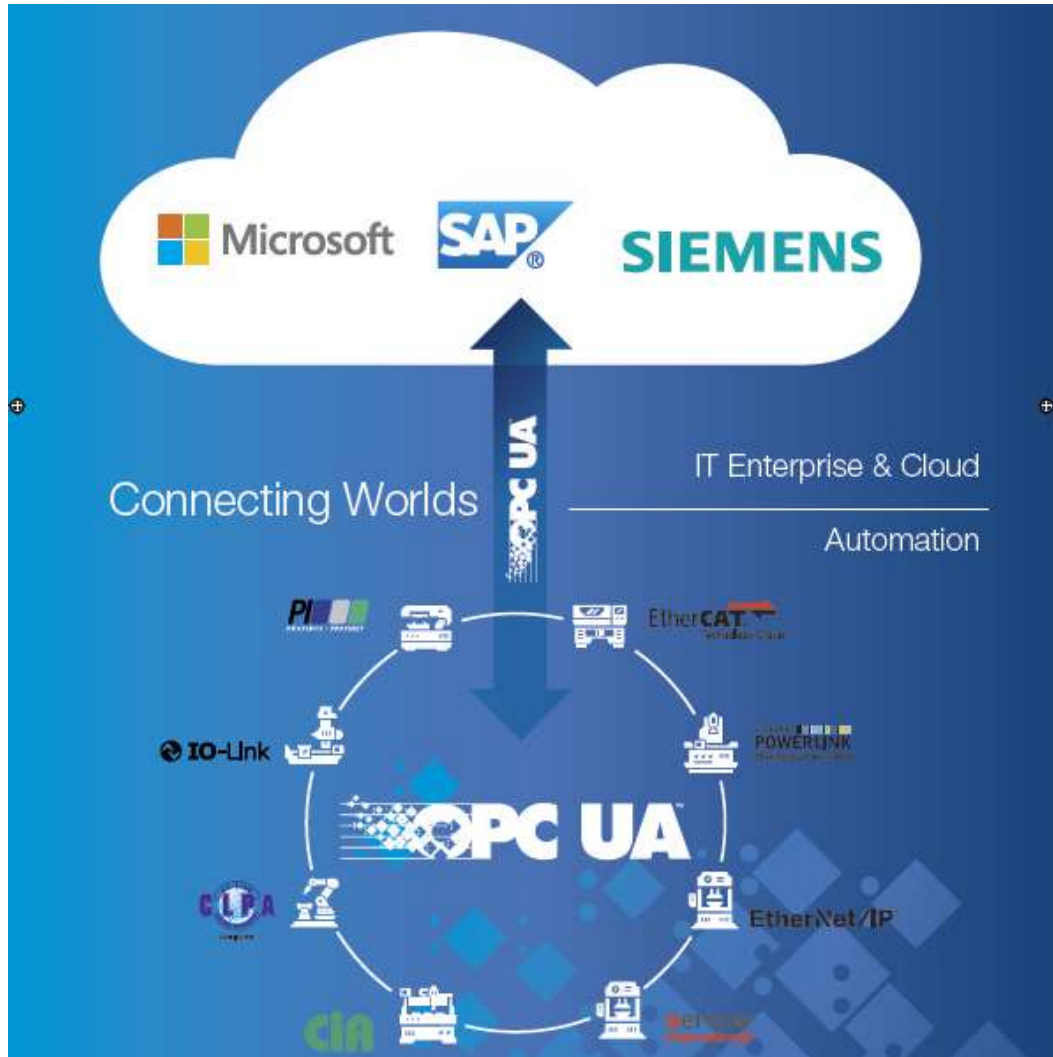 Microsoft
SAP®
SIEMENS
OPC UA
IT Enterprise & Cloud
Connecting Worlds
Automation
PI
EtherCAT
IO-Link
POWERLINK
OPC UA™
CLPA
EtherNet/IP
CiA